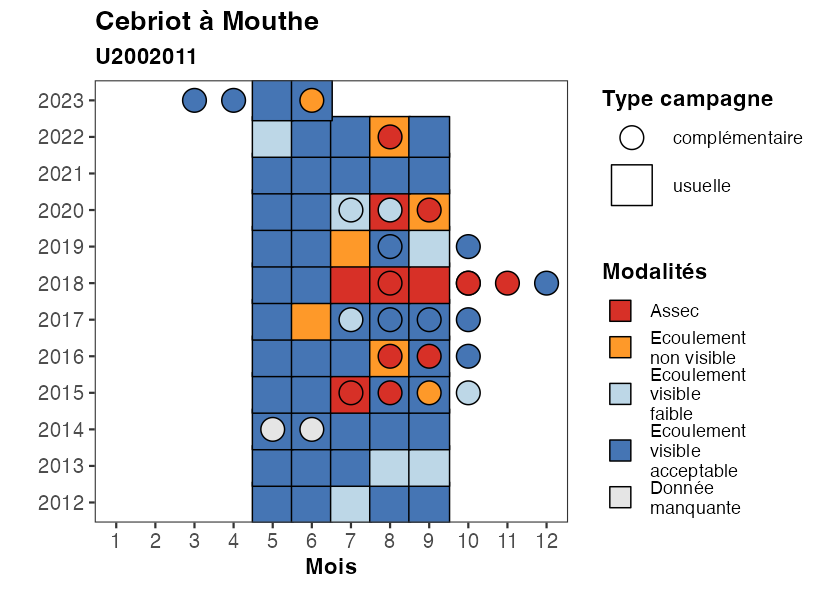 Cebriot à Mouthe
U2002011
2023
2022
2021
2020
2019
2018
2017
2016
2015
2014
2013
2012
1 2 3 4 5 6 7 8 9 10 11 12
Mois
Type campagne
complémentaire
usuelle
Modalités
Assec
Ecoulement
non visible
Ecoulement
visible
faible
Ecoulement
visible
acceptable
Donnée
manquante